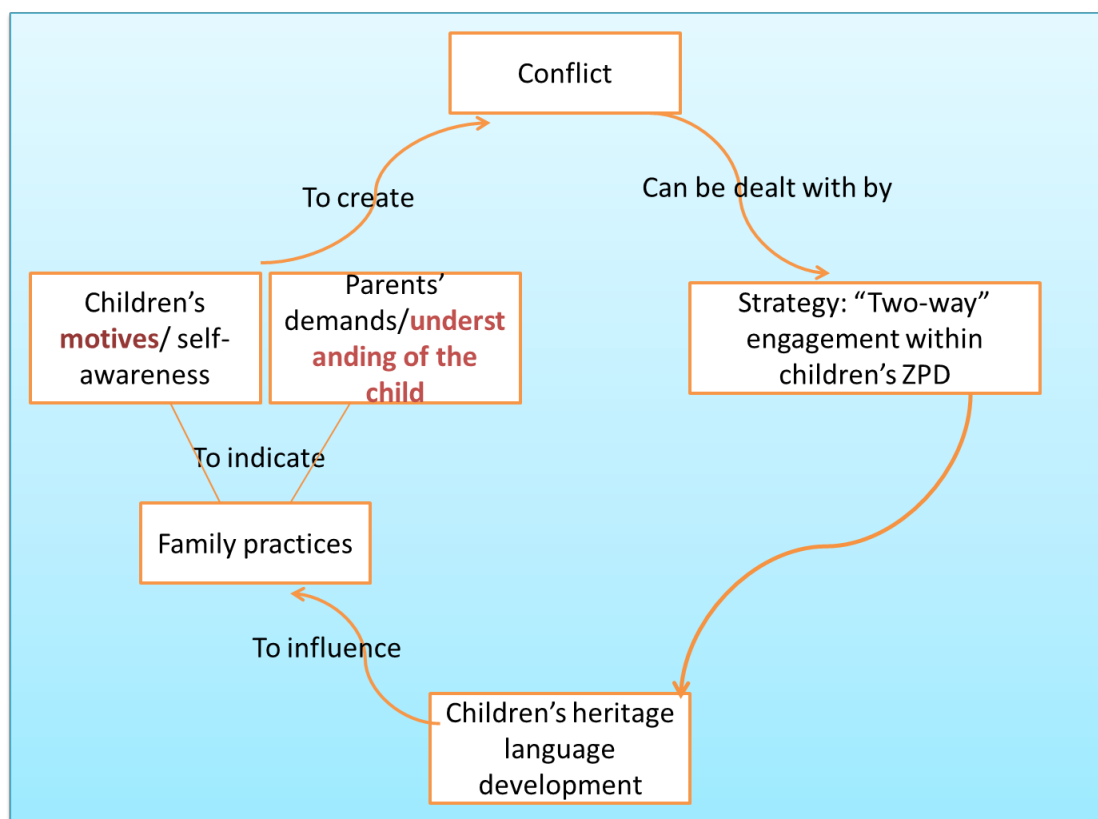 Conflict
To create
Can be dealt with by
Children’s
motives/ self-
awareness
Parents’
demands/underst
anding of the
child
Strategy: “Two-way”
engagement within
children’s ZPD
To indicate
Family practices
To influence
Children’s heritage
language
development